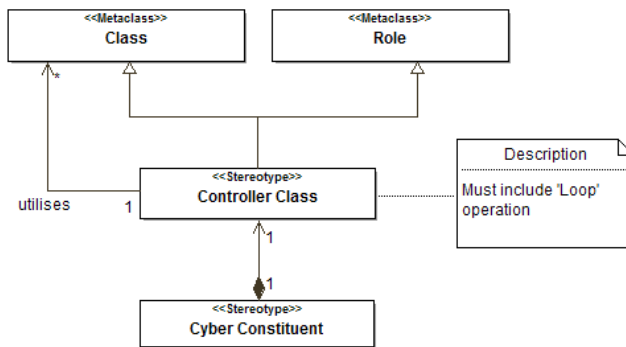 <<Metaclass>>
Class
<<Metaclass>>
Role
*
<<Stereotype>>
Controller Class
utilises
1
Description
Must include 'Loop'
operation
1
1
<<Stereotype>>
Cyber Constituent